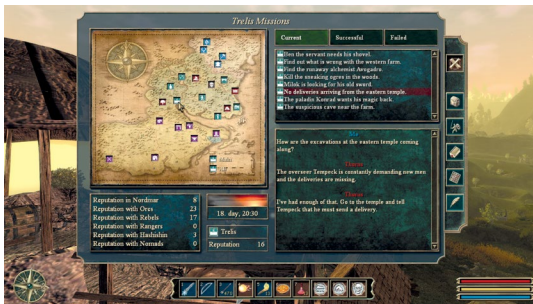 Trelis Missions
Current Successful Failed
Hen the servant needs his shovel.
Find out what is wrong with the western farm.
Find the runaway alchemist Avogadro.
Kill the sneaking ogres in the woods.
Milok is looking for his old sword.
No deliveries arriving from the eastern temple.
The paladin Konrad wants his magic back.
The suspicious cave near the farm.
How are the excavations at the eastern temple coming
along?
The overseer Tempeck is constantly demanding new men
and the deliveries are missing.
I've had enough of that. Go to the temple and tell
Tempeck that he must send a delivery.
Reputation in Nordmar 8
Reputation with Orcs 23
Reputation with Rebels 17
Reputation with Rangers 0
Reputation with Hashishin 3
Reputation with Nomads 0
18. day, 20:30
Trelis
Reputation 16